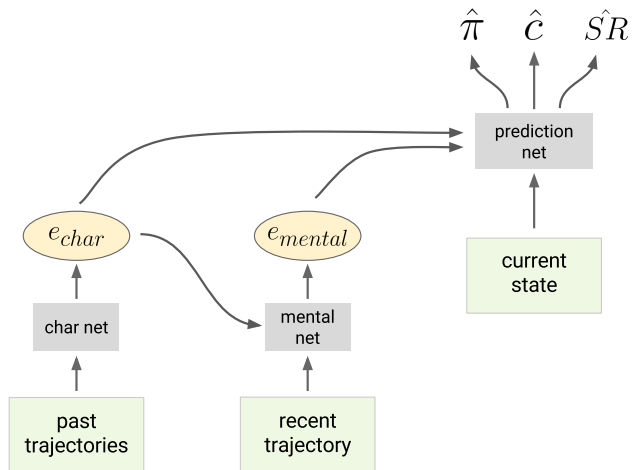 π̂ ĉ SR̂
prediction
net
e_char
e_mental
current
state
char net
mental
net
past
trajectories
recent
trajectory